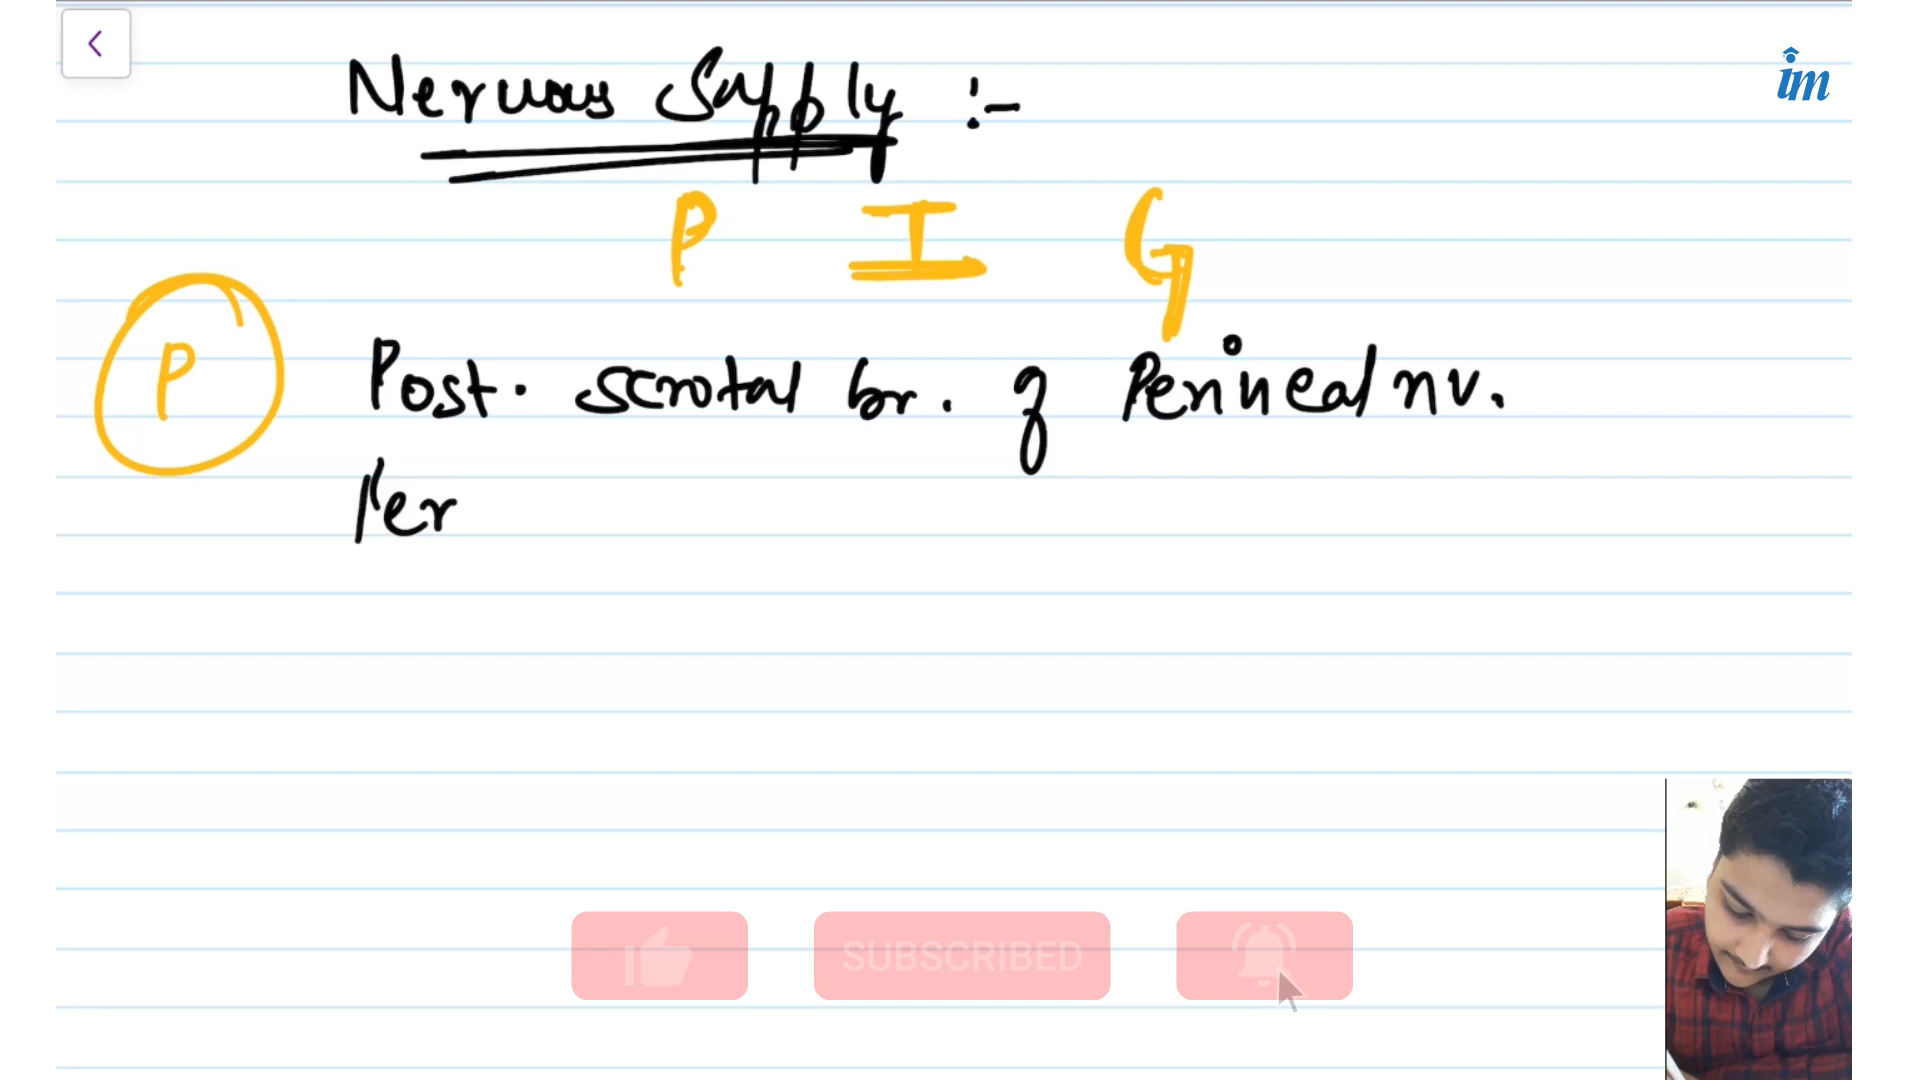 Nervous Supply :-
im
P I G
P Post. scrotal br. of Perineal nv.
Per
SUBSCRIBED